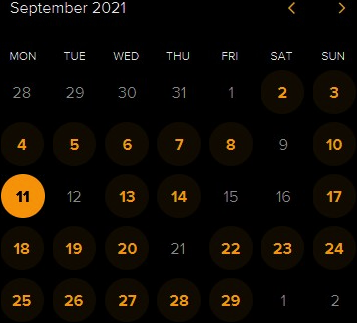 September 2021
MON TUE WED THU FRI SAT SUN
28 29 30 31 1 2 3
4 5 6 7 8 9 10
11 12 13 14 15 16 17
18 19 20 21 22 23 24
25 26 27 28 29 1 2